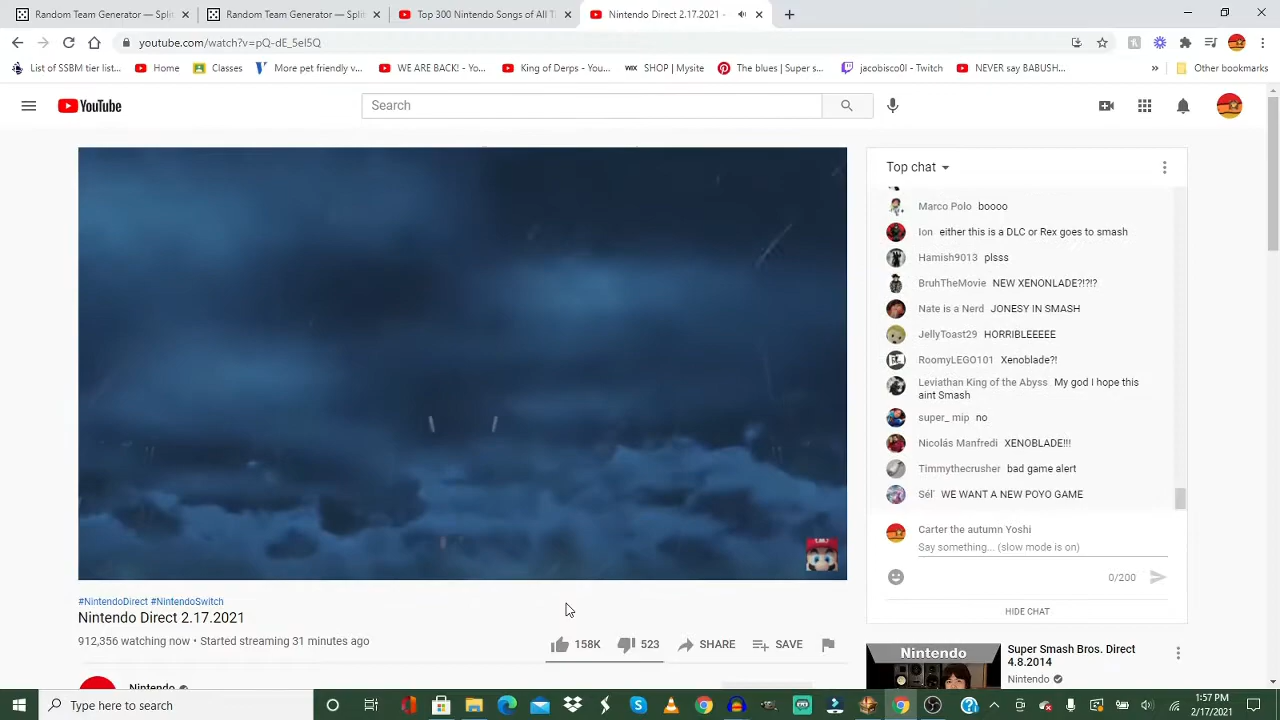 Random Team Generator — Split
Random Team Generator — Split
Top 300 Nintendo Songs of All T
Nintendo Direct 2.17.2021 -
youtube.com/watch?v=pQ-dE_5eI5Q
List of SSBM tier list...
Home
Classes
More pet friendly v...
WE ARE BACK! - Yo...
King of Derps - You...
WIX SHOP | Mysite
The blues | Super s...
jacobisco0l - Twitch
NEVER say BABUSH...
»
Other bookmarks
YouTube
Search
Top chat
Marco Polo boooo
Ion either this is a DLC or Rex goes to smash
Hamish9013 plsss
BruhTheMovie NEW XENONLADE?!?!?
Nate is a Nerd JONESY IN SMASH
JellyToast29 HORRIBLEEEEE
RoomyLEGO101 Xenoblade?!
Leviathan King of the Abyss My god I hope this
aint Smash
super_ mip no
Nicolás Manfredi XENOBLADE!!!
Timmythecrusher bad game alert
Sél' WE WANT A NEW POYO GAME
Carter the autumn Yoshi
Say something... (slow mode is on)
0/200
HIDE CHAT
#NintendoDirect #NintendoSwitch
Nintendo Direct 2.17.2021
912,356 watching now • Started streaming 31 minutes ago
158K
523
SHARE
SAVE
Nintendo
Nintendo
Super Smash Bros. Direct
4.8.2014
Nintendo
Type here to search
1:57 PM
2/17/2021